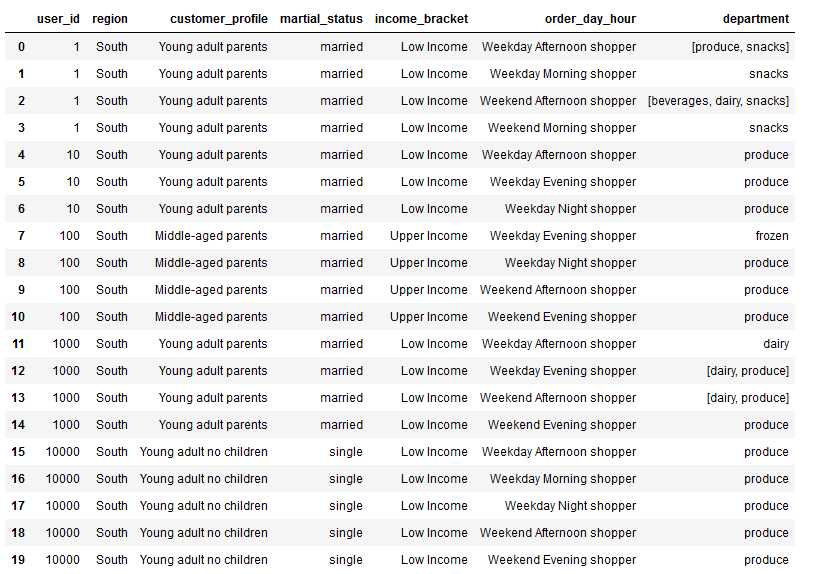 user_id region customer_profile martial_status income_bracket order_day_hour department
0 1 South Young adult parents married Low Income Weekday Afternoon shopper [produce, snacks]
1 1 South Young adult parents married Low Income Weekday Morning shopper snacks
2 1 South Young adult parents married Low Income Weekend Afternoon shopper [beverages, dairy, snacks]
3 1 South Young adult parents married Low Income Weekend Morning shopper snacks
4 10 South Young adult parents married Low Income Weekday Afternoon shopper produce
5 10 South Young adult parents married Low Income Weekday Evening shopper produce
6 10 South Young adult parents married Low Income Weekday Night shopper produce
7 100 South Middle-aged parents married Upper Income Weekday Evening shopper frozen
8 100 South Middle-aged parents married Upper Income Weekday Night shopper produce
9 100 South Middle-aged parents married Upper Income Weekend Afternoon shopper produce
10 100 South Middle-aged parents married Upper Income Weekend Evening shopper produce
11 1000 South Young adult parents married Low Income Weekday Afternoon shopper dairy
12 1000 South Young adult parents married Low Income Weekday Evening shopper [dairy, produce]
13 1000 South Young adult parents married Low Income Weekend Afternoon shopper [dairy, produce]
14 1000 South Young adult parents married Low Income Weekend Evening shopper produce
15 10000 South Young adult no children single Low Income Weekday Afternoon shopper produce
16 10000 South Young adult no children single Low Income Weekday Morning shopper produce
17 10000 South Young adult no children single Low Income Weekday Night shopper produce
18 10000 South Young adult no children single Low Income Weekend Afternoon shopper produce
19 10000 South Young adult no children single Low Income Weekend Evening shopper produce